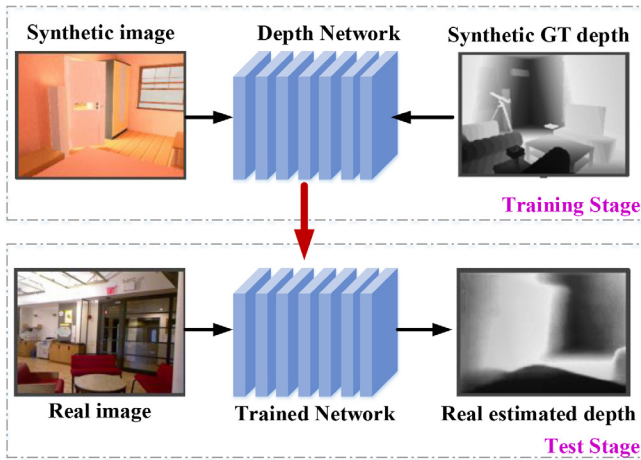 Synthetic image
Depth Network
Synthetic GT depth
Training Stage
Real image
Trained Network
Real estimated depth
Test Stage